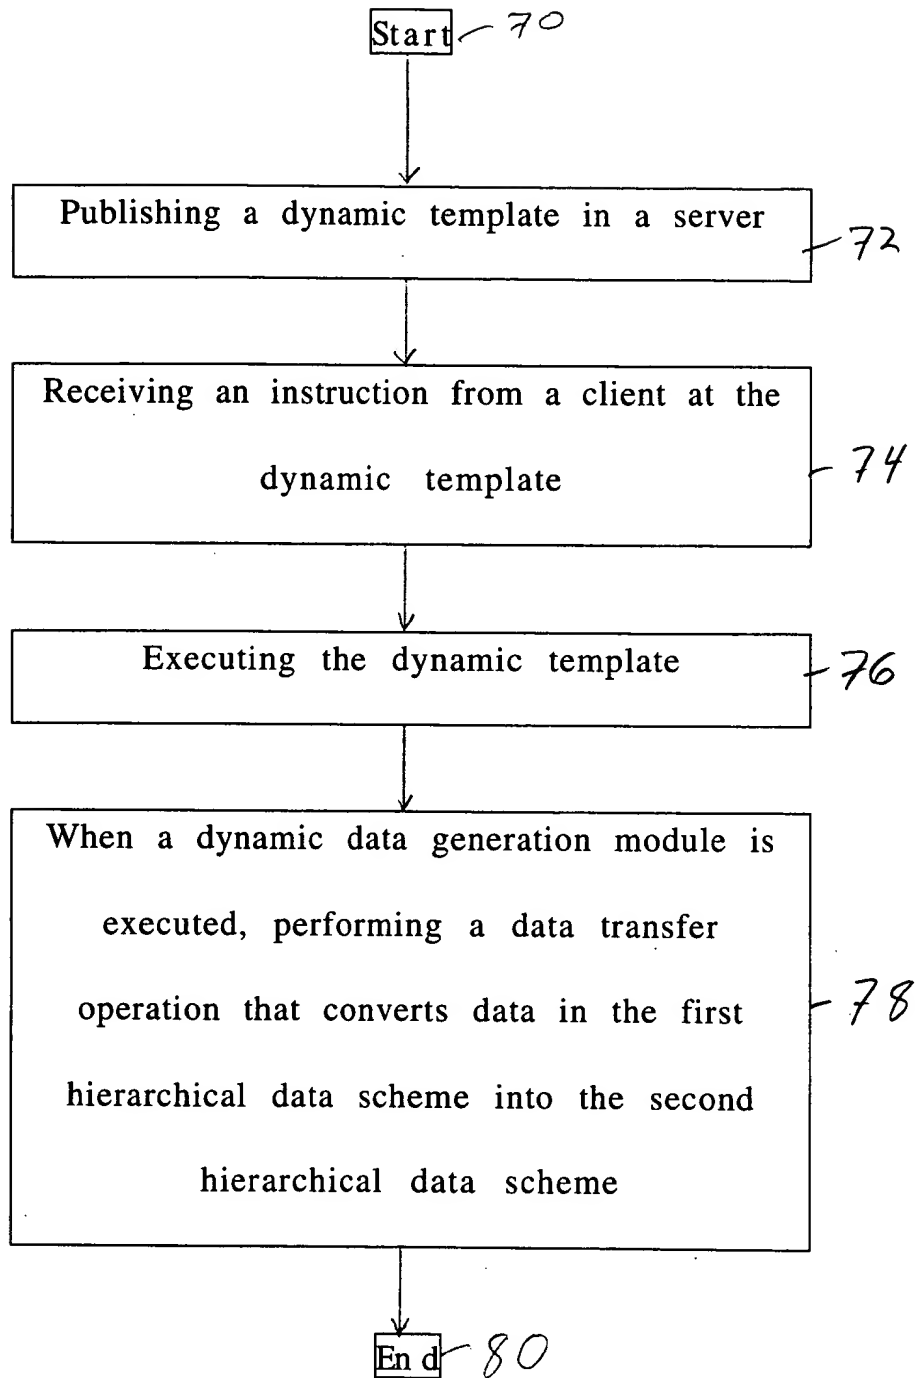 Start 70
Publishing a dynamic template in a server
72
Receiving an instruction from a client at the
dynamic template
74
Executing the dynamic template
76
When a dynamic data generation module is
executed, performing a data transfer
operation that converts data in the first
78
hierarchical data scheme into the second
hierarchical data scheme
End 80